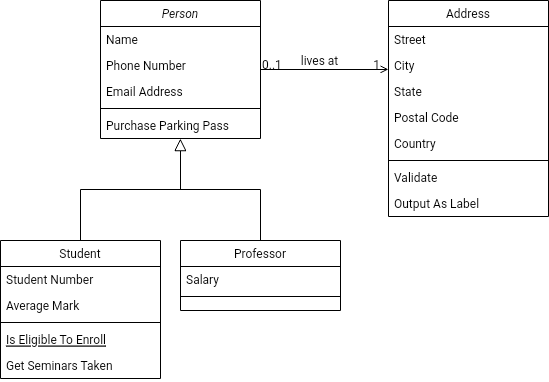 Person
Name
Phone Number
Email Address
Purchase Parking Pass
0..1
lives at
1
Address
Street
City
State
Postal Code
Country
Validate
Output As Label
Student
Student Number
Average Mark
Is Eligible To Enroll
Get Seminars Taken
Professor
Salary